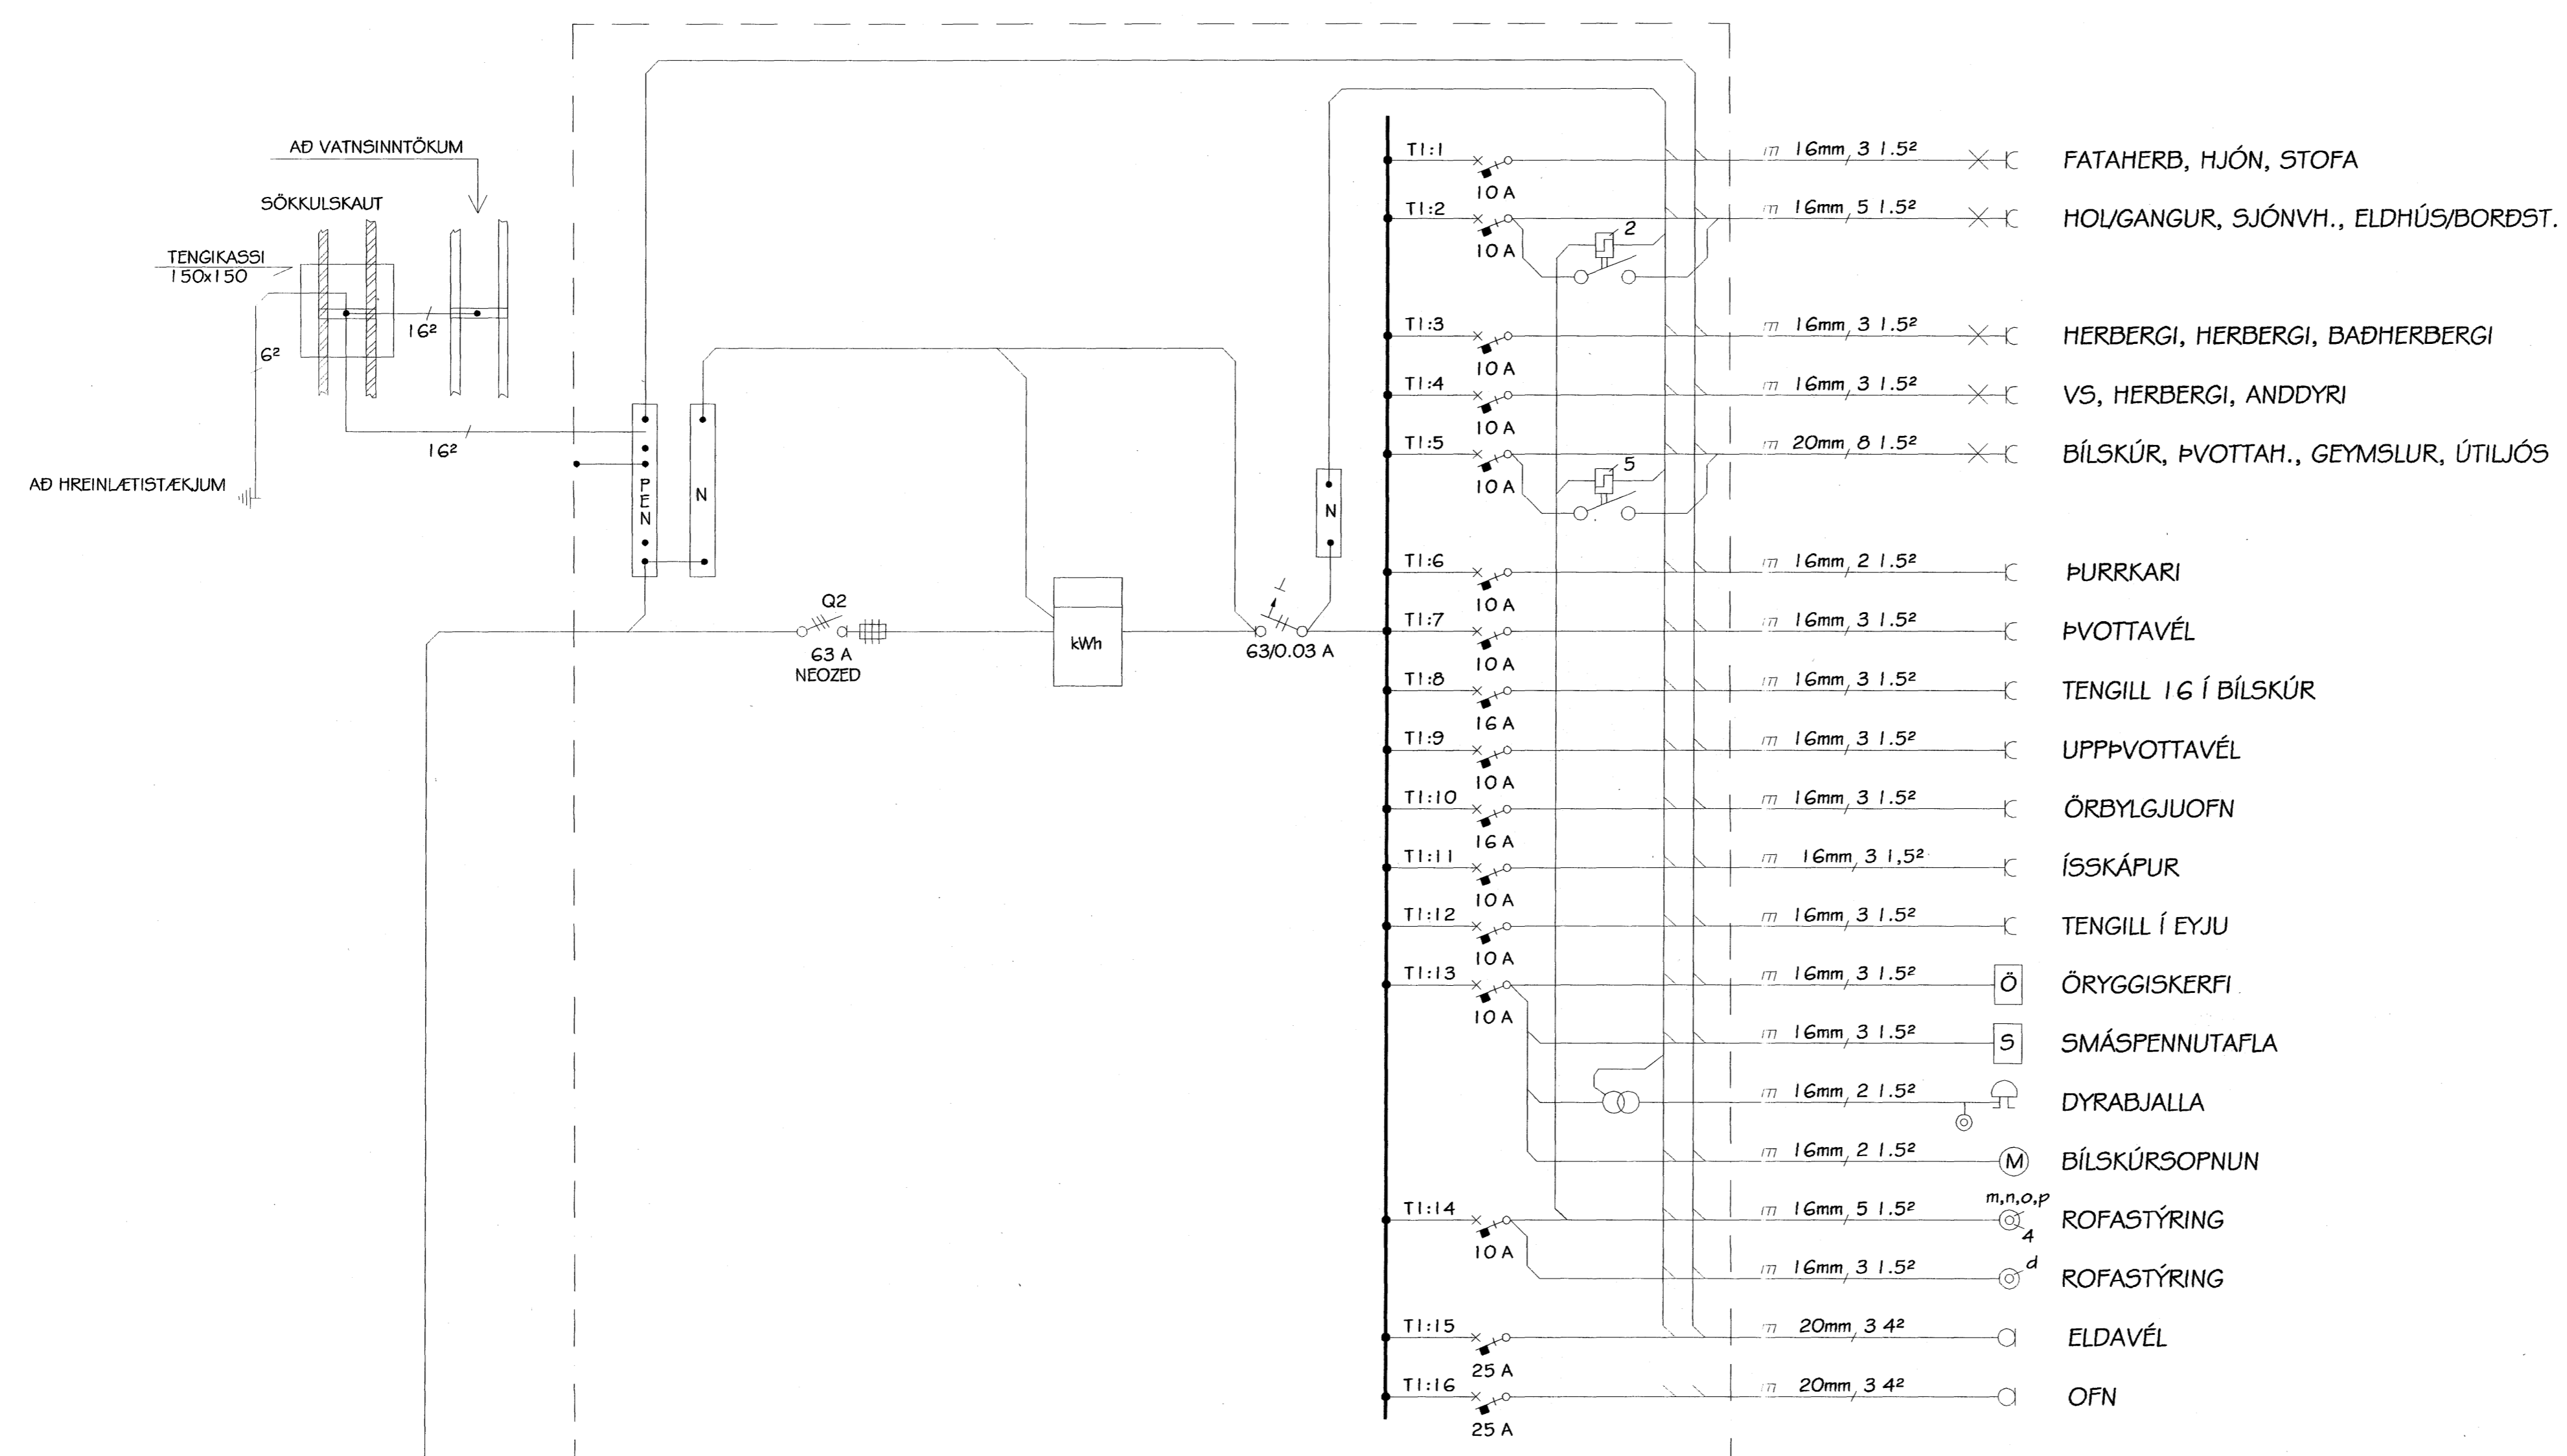 AÐ VATNSINNTÖKUM
SÖKKULSKAUT
TENGIKASSI
150x150
16²
6²
16²
AÐ HREINLÆTISTÆKJUM
PEN
N
Q2
63 A
NEOZED
kWh
63/0.03 A
N
T1:1 10 A 16mm, 3 1.5² FATAHERB, HJÓN, STOFA
T1:2 10 A 2 16mm, 5 1.5² HOL/GANGUR, SJÓNVH., ELDHÚS/BORÐST.
T1:3 10 A 16mm, 3 1.5² HERBERGI, HERBERGI, BAÐHERBERGI
T1:4 10 A 16mm, 3 1.5² VS, HERBERGI, ANDDYRI
T1:5 10 A 5 20mm, 8 1.5² BÍLSKÚR, ÞVOTTAH., GEYMSLUR, ÚTILJÓS
T1:6 10 A 16mm, 2 1.5² ÞURRKARI
T1:7 10 A 16mm, 3 1.5² ÞVOTTAVÉL
T1:8 16 A 16mm, 3 1.5² TENGILL 16 Í BÍLSKÚR
T1:9 10 A 16mm, 3 1.5² UPPÞVOTTAVÉL
T1:10 16 A 16mm, 3 1.5² ÖRBYLGJUOFN
T1:11 10 A 16mm, 3 1,5² ÍSSKÁPUR
T1:12 10 A 16mm, 3 1.5² TENGILL Í EYJU
T1:13 10 A 16mm, 3 1.5² Ö ÖRYGGISKERFI
16mm, 3 1.5² S SMÁSPENNUTAFLA
16mm, 2 1.5² DYRABJALLA
16mm, 2 1.5² M BÍLSKÚRSOPNUN
T1:14 10 A 16mm, 5 1.5² m,n,o,p 4 ROFASTÝRING
16mm, 3 1.5² d ROFASTÝRING
T1:15 25 A 20mm, 3 4² ELDAVÉL
T1:16 25 A 20mm, 3 4² OFN